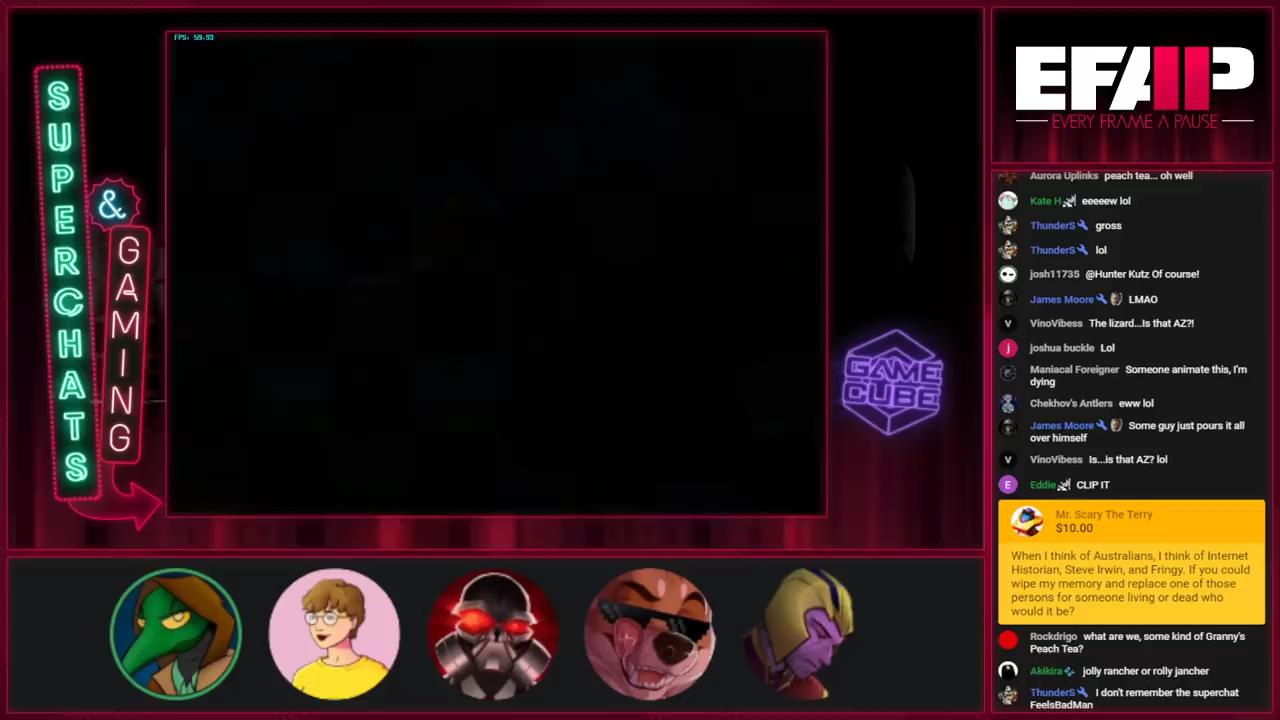 FPS: 59.93
SUPERCHATS
&
GAMING
GAME
CUBE
EFAP
EVERY FRAME A PAUSE
Aurora Uplinks peach tea... oh well
Kate H eeeeew lol
ThunderS gross
ThunderS lol
josh11735 @Hunter Kutz Of course!
James Moore LMAO
V VinoVibess The lizard...Is that AZ?!
j joshua buckle Lol
Maniacal Foreigner Someone animate this, I'm
dying
Chekhov's Antlers eww lol
James Moore Some guy just pours it all
over himself
V VinoVibess Is...is that AZ? lol
E Eddie CLIP IT
Mr. Scary The Terry
$10.00
When I think of Australians, I think of Internet
Historian, Steve Irwin, and Fringy. If you could
wipe my memory and replace one of those
persons for someone living or dead who
would it be?
Rockdrigo what are we, some kind of Granny's
Peach Tea?
Akikira jolly rancher or rolly jancher
ThunderS I don't remember the superchat
FeelsBadMan